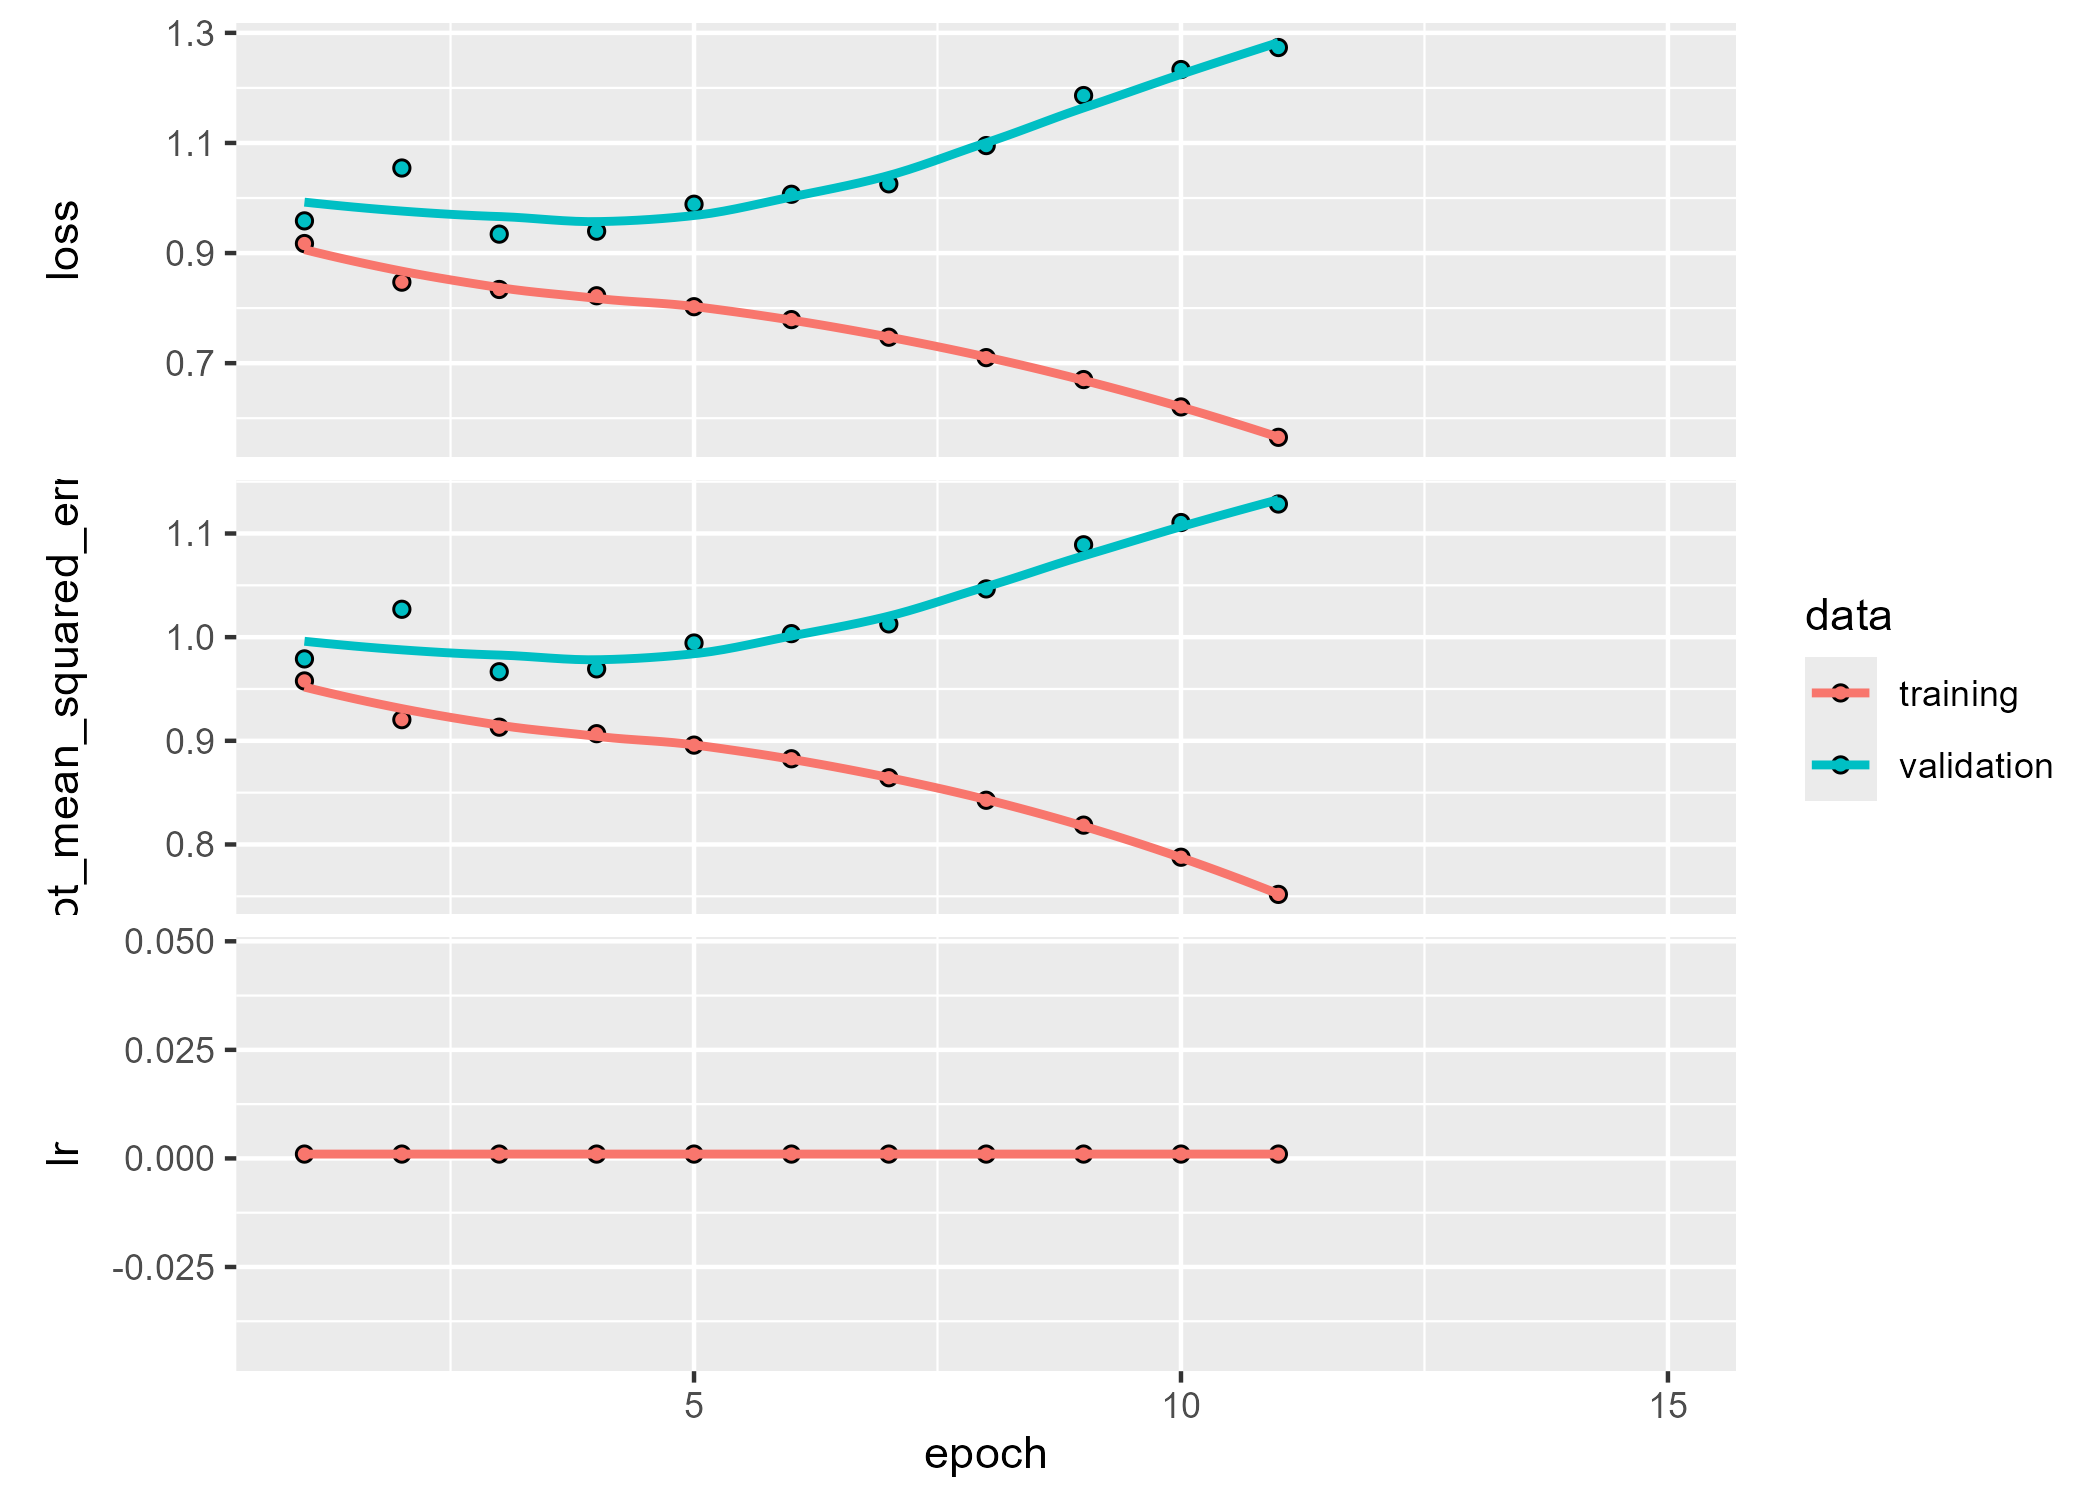 loss
1.3
1.1
0.9
0.7
ot_mean_squared_err
1.1
1.0
0.9
0.8
lr
0.050
0.025
0.000
-0.025
5 10 15
epoch
data
training
validation